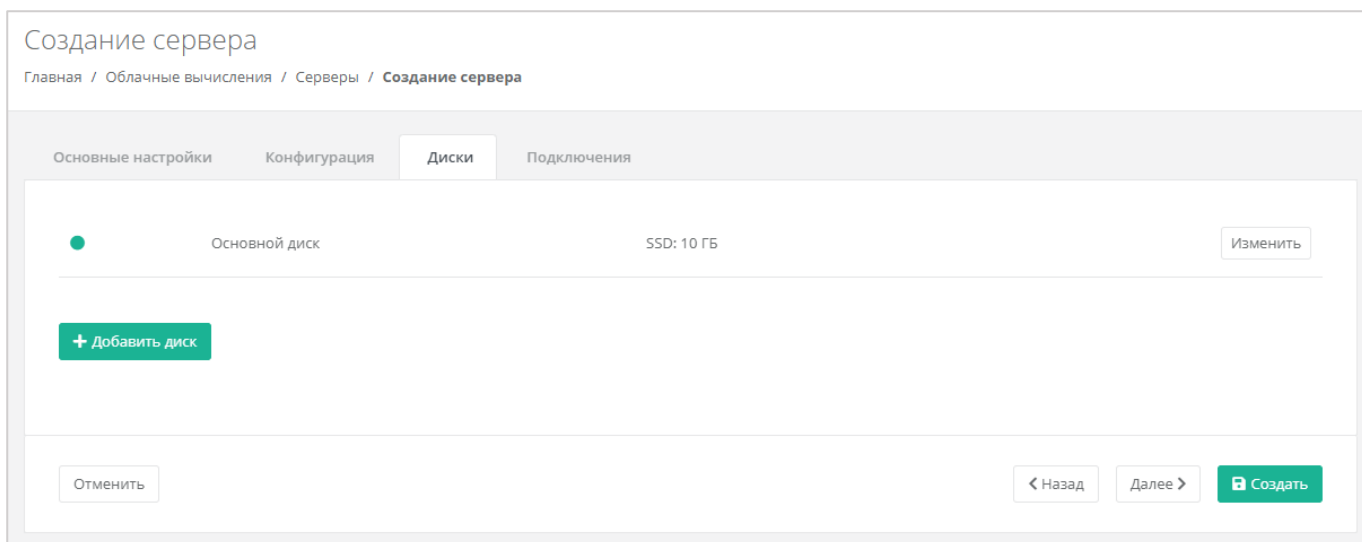 Создание сервера
Главная / Облачные вычисления / Серверы / Создание сервера
Основные настройки Конфигурация Диски Подключения
Основной диск SSD: 10 ГБ Изменить
Добавить диск
Отменить Назад Далее Создать